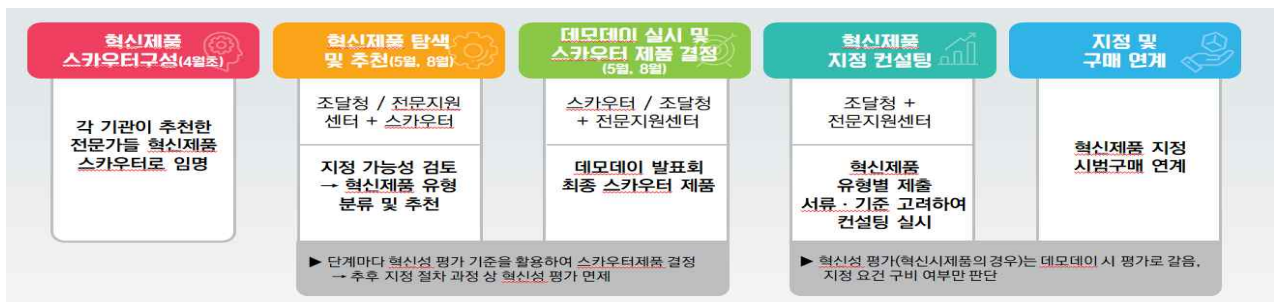 혁신제품
스카우터구성(4월초)
각 기관이 추천한
전문가들 혁신제품
스카우터로 임명
혁신제품 탐색
및 추천(5월, 8월)
조달청 / 전문지원
센터 + 스카우터
지정 가능성 검토
→ 혁신제품 유형
분류 및 추천
데모데이 실시 및
스카우터 제품 결정
(5월, 8월)
스카우터 / 조달청
+ 전문지원센터
데모데이 발표회
최종 스카우터 제품
▶ 단계마다 혁신성 평가 기준을 활용하여 스카우터제품 결정
→ 추후 지정 절차 과정 상 혁신성 평가 면제
혁신제품
지정 컨설팅
조달청 +
전문지원센터
혁신제품
유형별 제출
서류 · 기준 고려하여
컨설팅 실시
지정 및
구매 연계
혁신제품 지정
시범구매 연계
▶ 혁신성 평가(혁신시제품의 경우)는 데모데이 시 평가로 갈음,
지정 요건 구비 여부만 판단